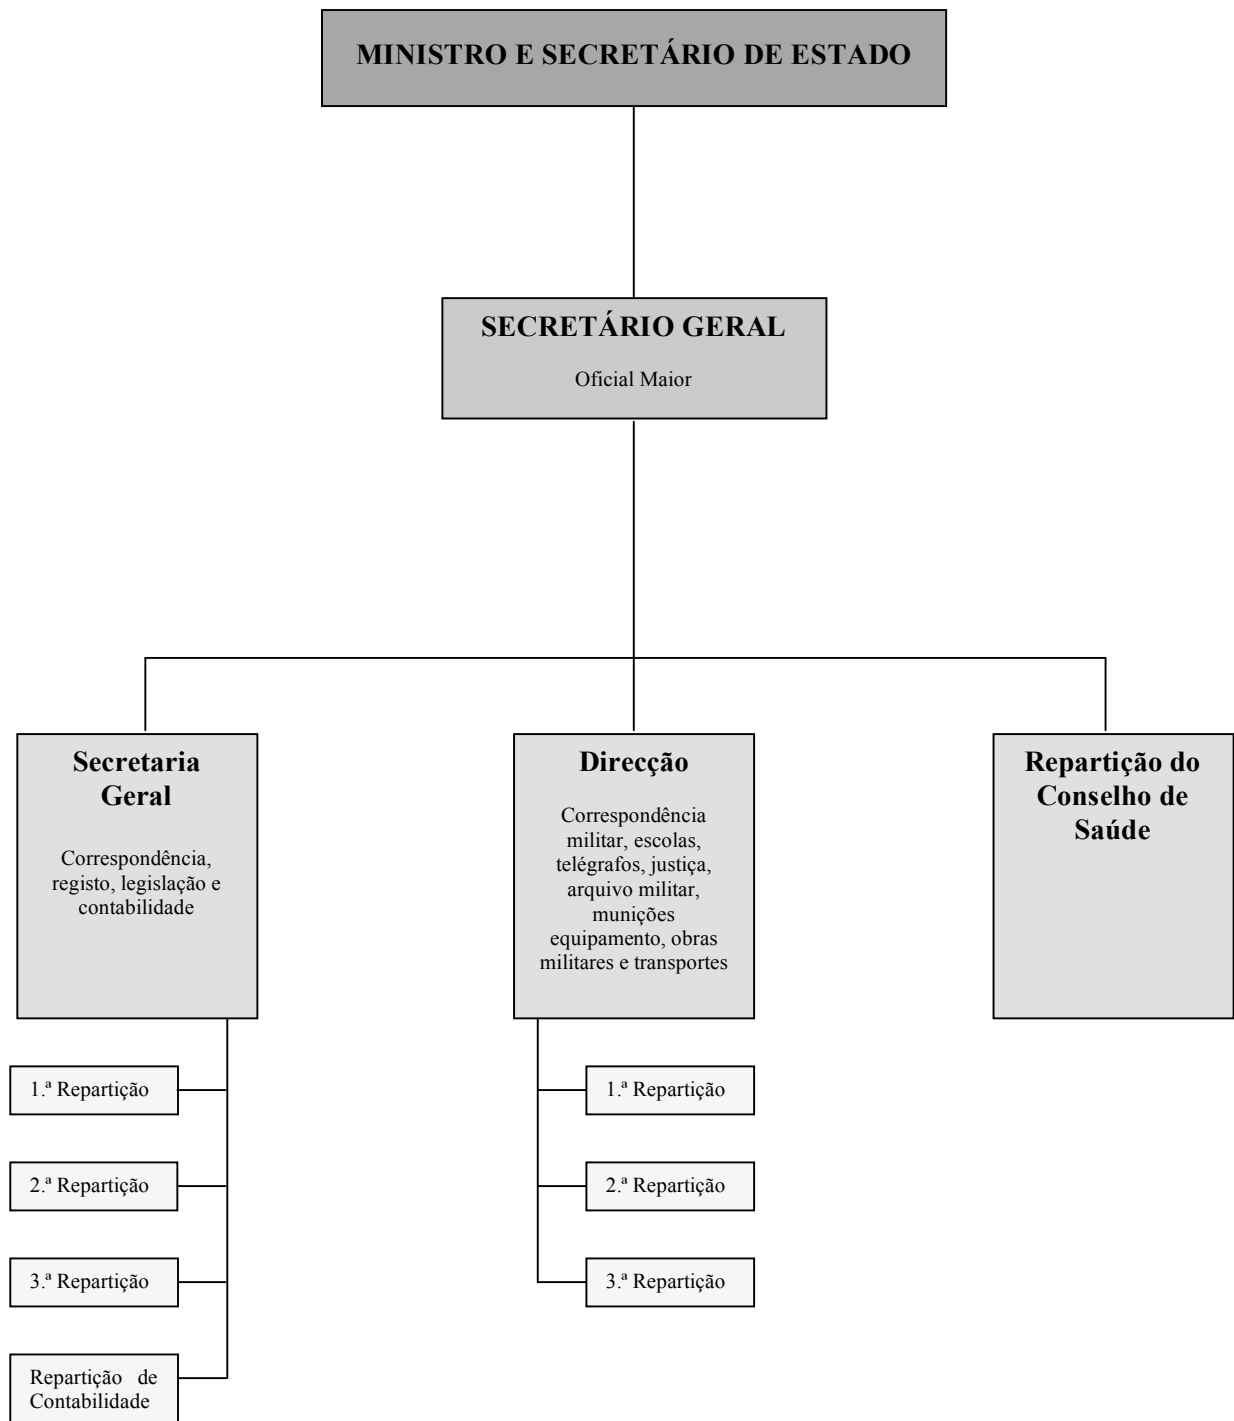 MINISTRO E SECRETÁRIO DE ESTADO
SECRETÁRIO GERAL
Oficial Maior
Secretaria
Geral
Correspondência,
registo, legislação e
contabilidade
Direcção
Correspondência
militar, escolas,
telégrafos, justiça,
arquivo militar,
munições
equipamento, obras
militares e transportes
Repartição do
Conselho de
Saúde
1.ª Repartição
2.ª Repartição
3.ª Repartição
Repartição de
Contabilidade
1.ª Repartição
2.ª Repartição
3.ª Repartição